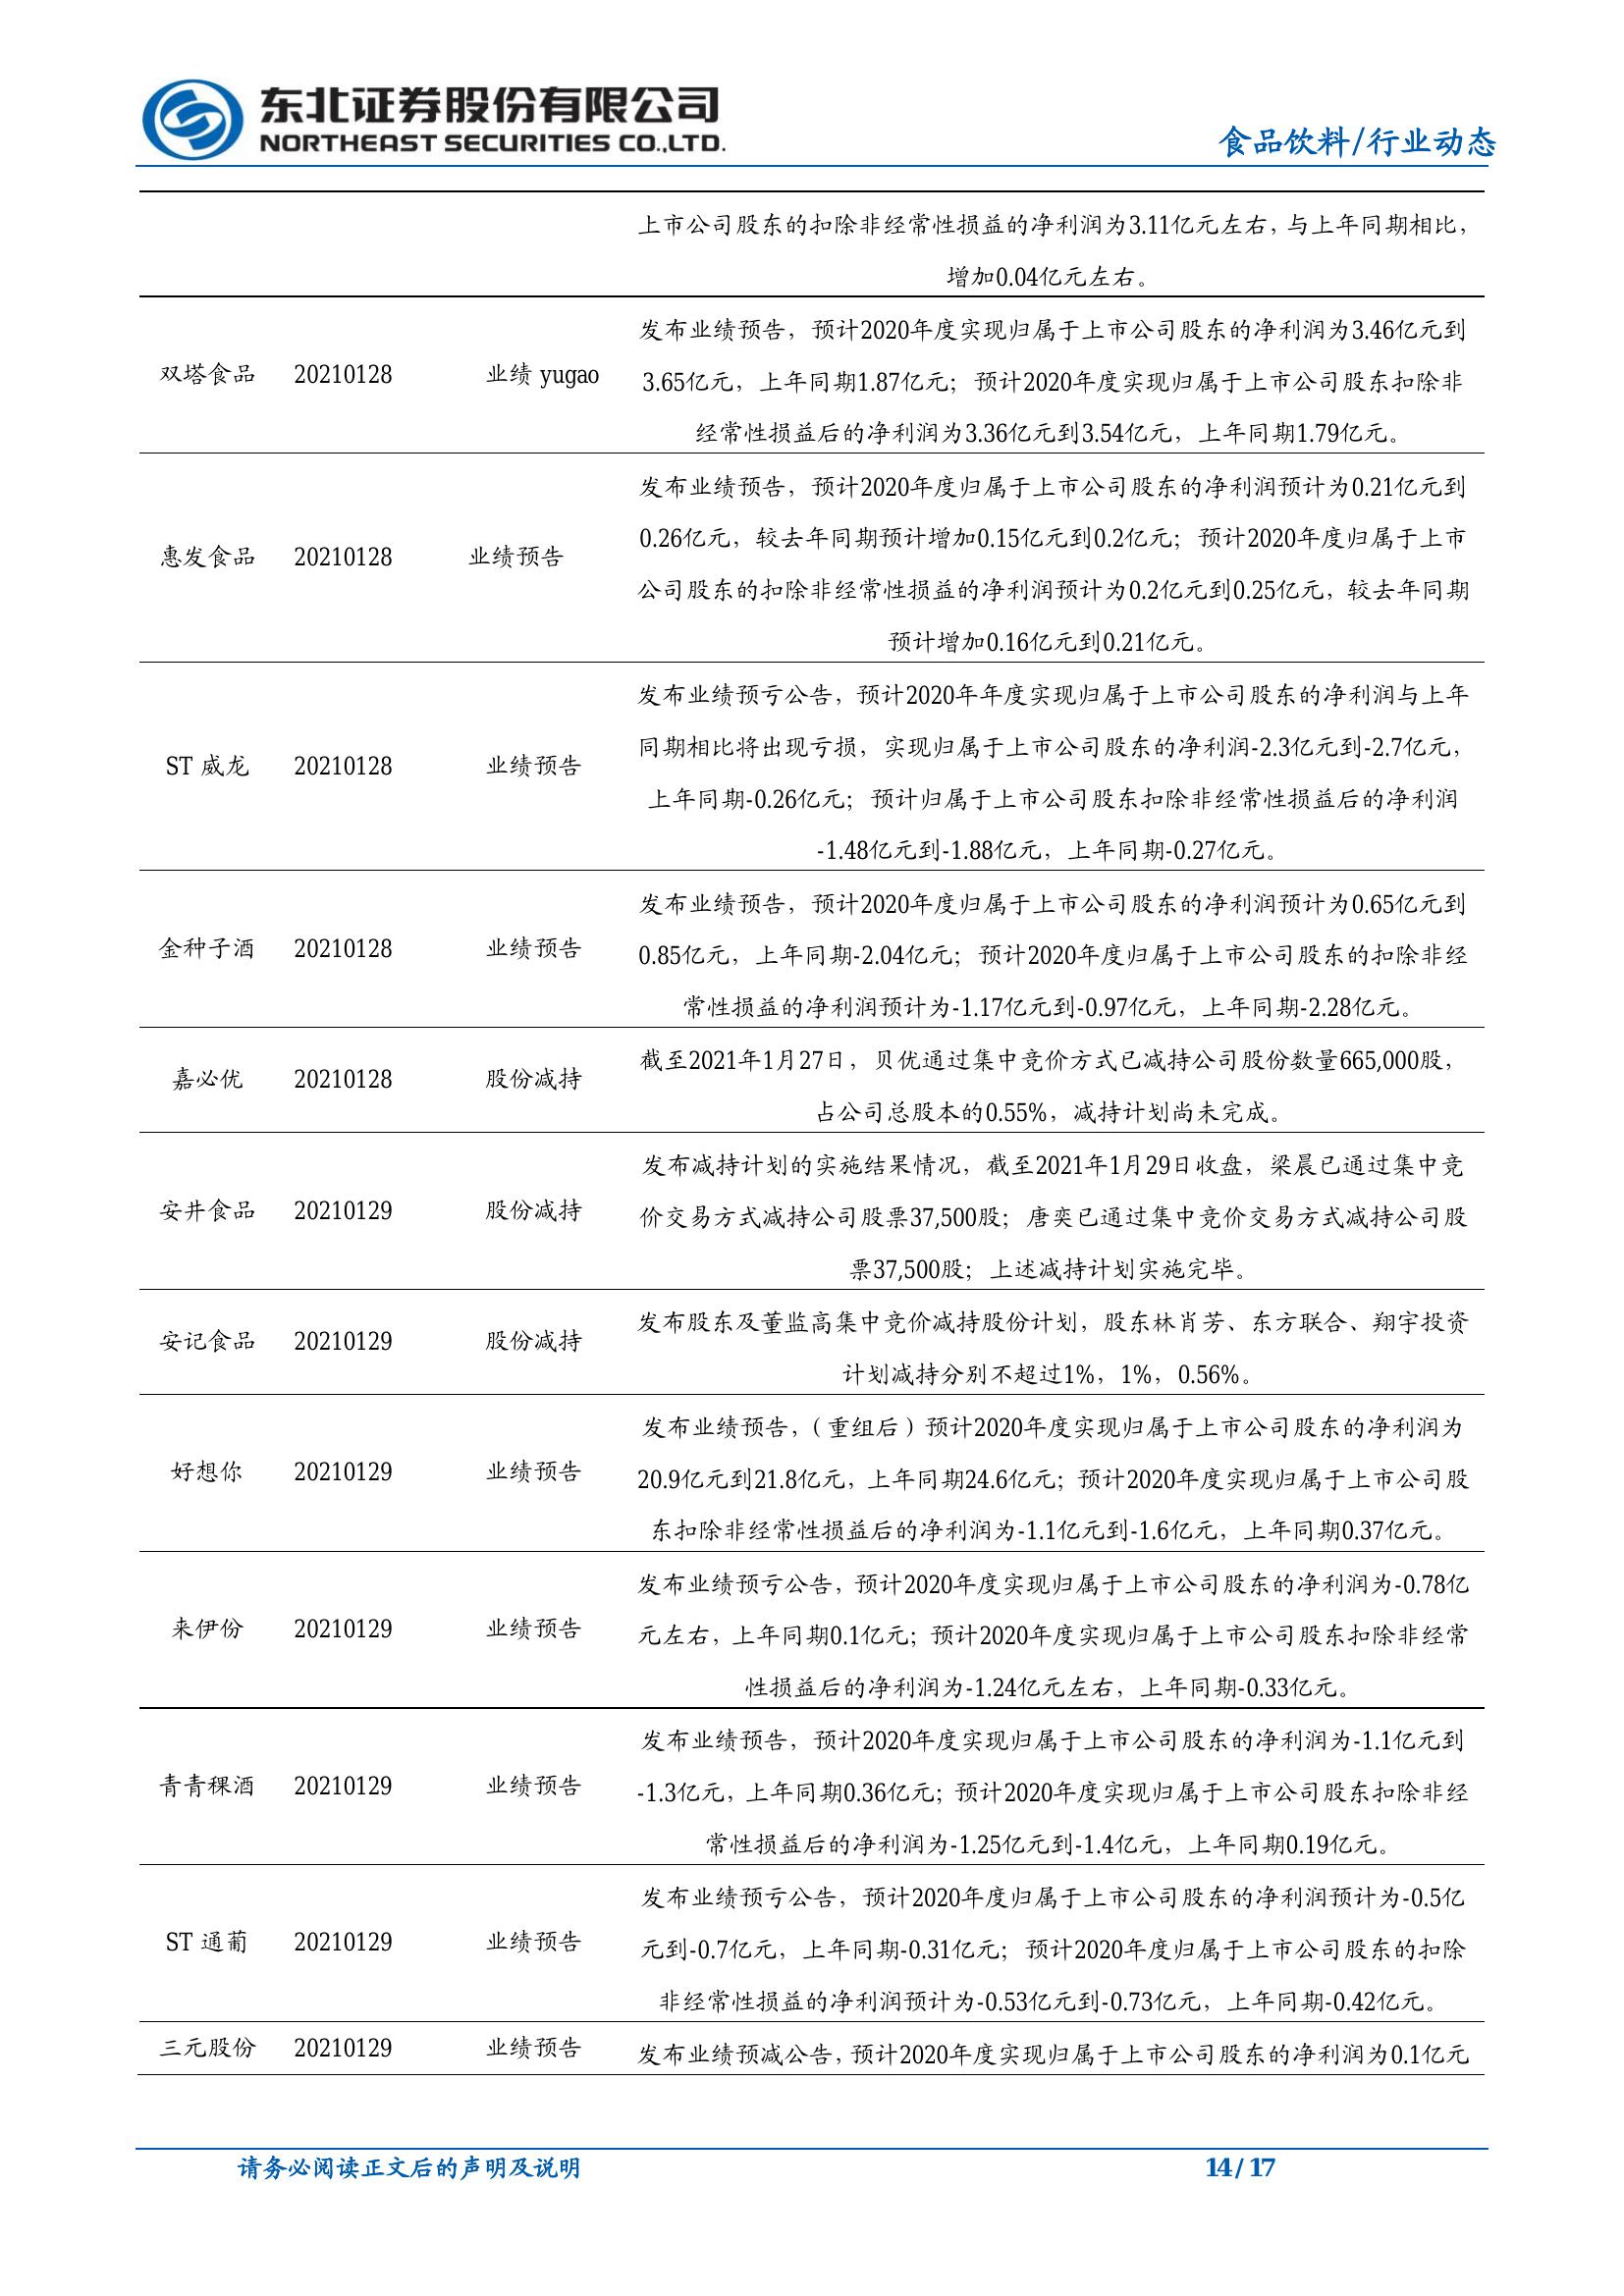 东北证券股份有限公司
NORTHEAST SECURITIES CO.,LTD.
食品饮料/行业动态
上市公司股东的扣除非经常性损益的净利润为3.11亿元左右，与上年同期相比，
增加0.04亿元左右。
双塔食品 20210128 业绩 yugao
发布业绩预告，预计2020年度实现归属于上市公司股东的净利润为3.46亿元到
3.65亿元，上年同期1.87亿元；预计2020年度实现归属于上市公司股东扣除非
经常性损益后的净利润为3.36亿元到3.54亿元，上年同期1.79亿元。
惠发食品 20210128 业绩预告
发布业绩预告，预计2020年度归属于上市公司股东的净利润预计为0.21亿元到
0.26亿元，较去年同期预计增加0.15亿元到0.2亿元；预计2020年度归属于上市
公司股东的扣除非经常性损益的净利润预计为0.2亿元到0.25亿元，较去年同期
预计增加0.16亿元到0.21亿元。
ST 威龙 20210128 业绩预告
发布业绩预亏公告，预计2020年年度实现归属于上市公司股东的净利润与上年
同期相比将出现亏损，实现归属于上市公司股东的净利润-2.3亿元到-2.7亿元，
上年同期-0.26亿元；预计归属于上市公司股东扣除非经常性损益后的净利润
-1.48亿元到-1.88亿元，上年同期-0.27亿元。
金种子酒 20210128 业绩预告
发布业绩预告，预计2020年度归属于上市公司股东的净利润预计为0.65亿元到
0.85亿元，上年同期-2.04亿元；预计2020年度归属于上市公司股东的扣除非经
常性损益的净利润预计为-1.17亿元到-0.97亿元，上年同期-2.28亿元。
嘉必优 20210128 股份减持
截至2021年1月27日，贝优通过集中竞价方式已减持公司股份数量665,000股，
占公司总股本的0.55%，减持计划尚未完成。
安井食品 20210129 股份减持
发布减持计划的实施结果情况，截至2021年1月29日收盘，梁晨已通过集中竞
价交易方式减持公司股票37,500股；唐奕已通过集中竞价交易方式减持公司股
票37,500股；上述减持计划实施完毕。
安记食品 20210129 股份减持
发布股东及董监高集中竞价减持股份计划，股东林肖芳、东方联合、翔宇投资
计划减持分别不超过1%，1%，0.56%。
好想你 20210129 业绩预告
发布业绩预告，（重组后）预计2020年度实现归属于上市公司股东的净利润为
20.9亿元到21.8亿元，上年同期24.6亿元；预计2020年度实现归属于上市公司股
东扣除非经常性损益后的净利润为-1.1亿元到-1.6亿元，上年同期0.37亿元。
来伊份 20210129 业绩预告
发布业绩预亏公告，预计2020年度实现归属于上市公司股东的净利润为-0.78亿
元左右，上年同期0.1亿元；预计2020年度实现归属于上市公司股东扣除非经常
性损益后的净利润为-1.24亿元左右，上年同期-0.33亿元。
青青稞酒 20210129 业绩预告
发布业绩预告，预计2020年度实现归属于上市公司股东的净利润为-1.1亿元到
-1.3亿元，上年同期0.36亿元；预计2020年度实现归属于上市公司股东扣除非经
常性损益后的净利润为-1.25亿元到-1.4亿元，上年同期0.19亿元。
ST 通葡 20210129 业绩预告
发布业绩预亏公告，预计2020年度归属于上市公司股东的净利润预计为-0.5亿
元到-0.7亿元，上年同期-0.31亿元；预计2020年度归属于上市公司股东的扣除
非经常性损益的净利润预计为-0.53亿元到-0.73亿元，上年同期-0.42亿元。
三元股份 20210129 业绩预告
发布业绩预减公告，预计2020年度实现归属于上市公司股东的净利润为0.1亿元
请务必阅读正文后的声明及说明
14 / 17